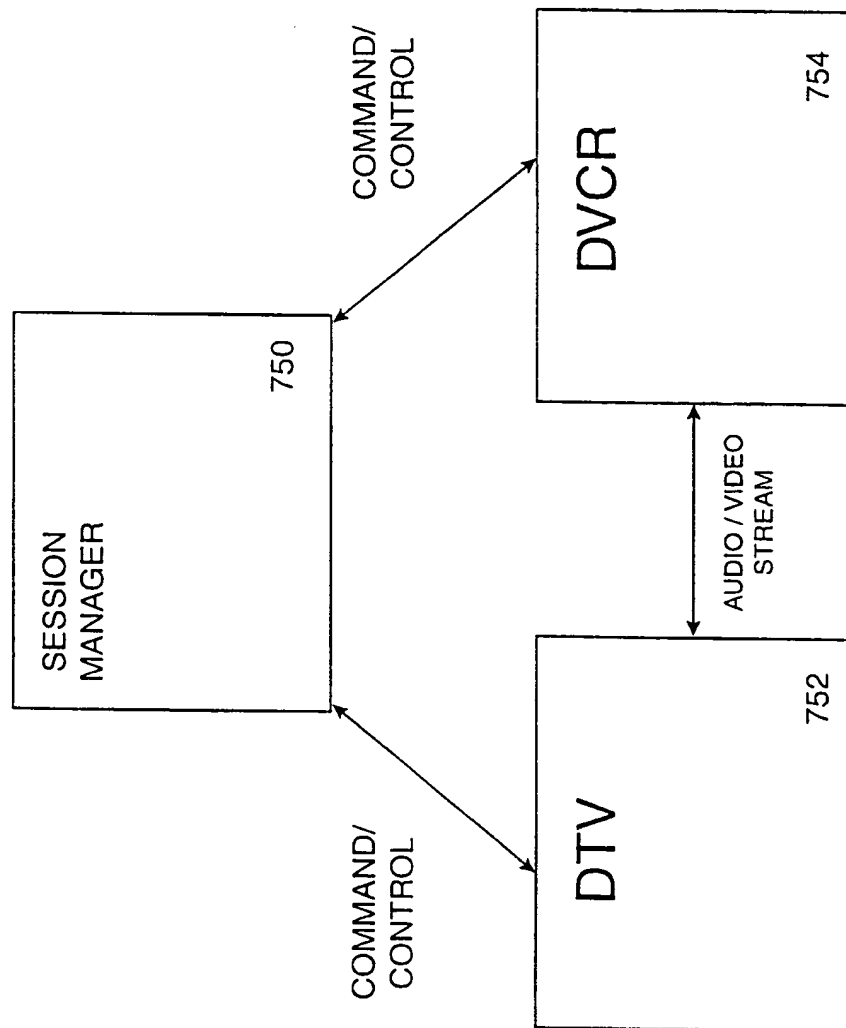 SESSION
MANAGER
750
COMMAND/
CONTROL
COMMAND/
CONTROL
DTV
752
AUDIO / VIDEO
STREAM
DVCR
754